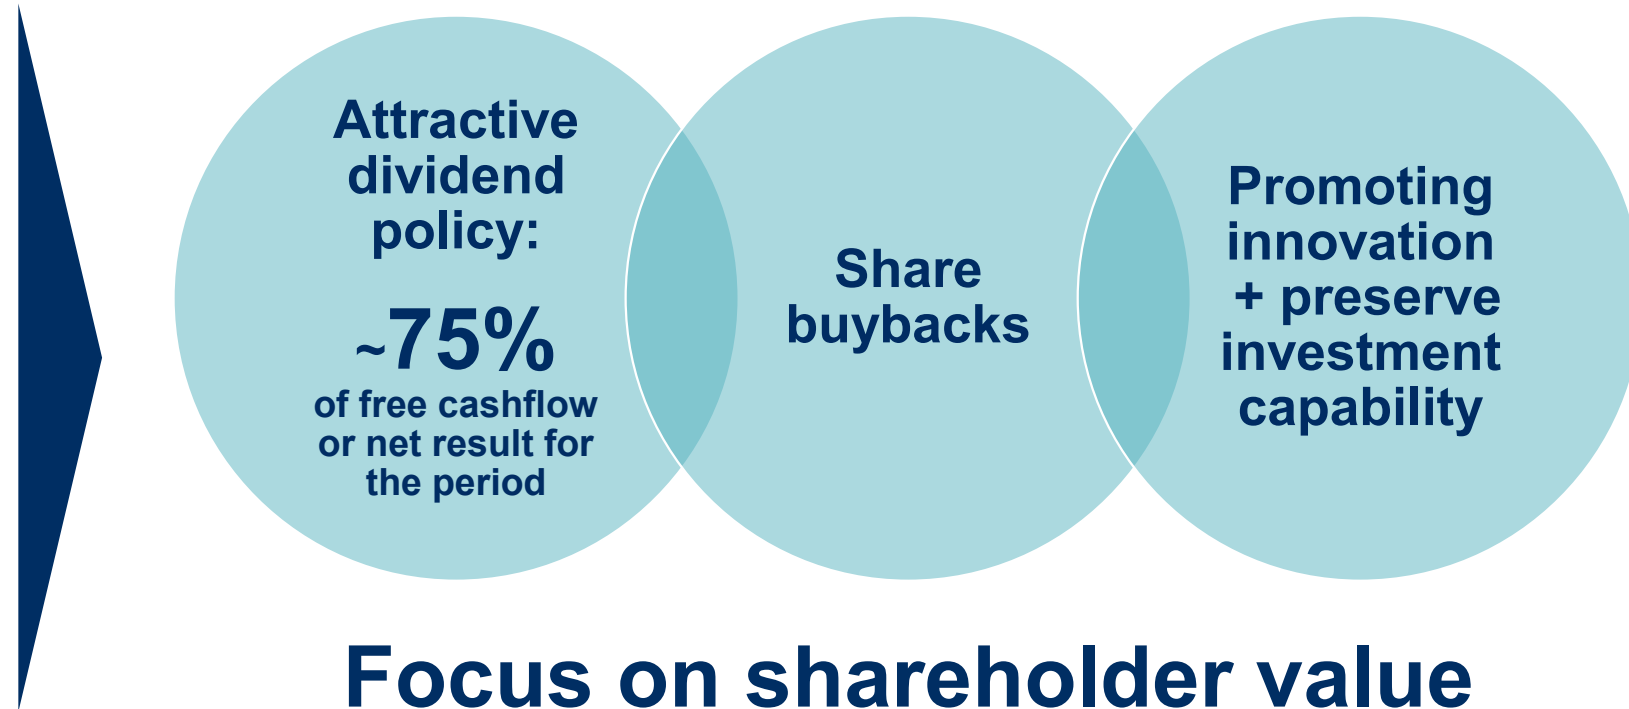 Attractive
dividend
policy:
~75%
of free cashflow
or net result for
the period
Share
buybacks
Promoting
innovation
+ preserve
investment
capability
Focus on shareholder value